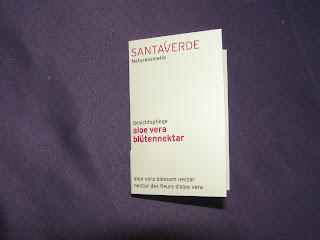 SANTAVERDE
Naturkosmetik
Gesichtspflege
aloe vera
blütennektar
aloe vera blossom nectar
nectar des fleurs d'aloe vera